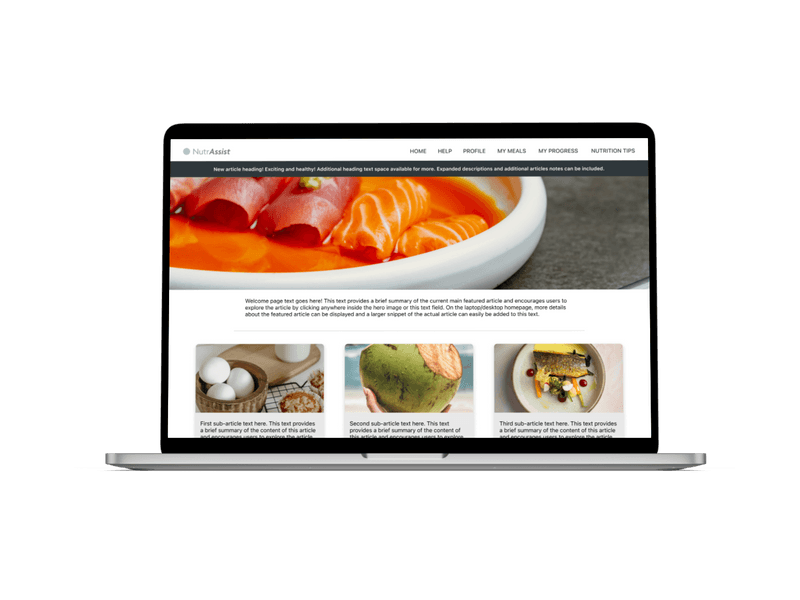 NutrAssist
HOME HELP PROFILE MY MEALS MY PROGRESS NUTRITION TIPS
New article heading! Exciting and healthy! Additional heading text space available for more. Expanded descriptions and additional articles notes can be included.
Welcome page text goes here! This text provides a brief summary of the current main featured article and encourages users to
explore the article by clicking anywhere inside the hero image or this text field. On the laptop/desktop homepage, more details
about the featured article can be displayed and a larger snippet of the actual article can easily be added to this text.
First sub-article text here. This text provides
a brief summary of the content of this article
and encourages users to explore the article
Second sub-article text here. This text
provides a brief summary of the content of
this article and encourages users to explore
Third sub-article text here. This text provides
a brief summary of the content of this article
and encourages users to explore the article